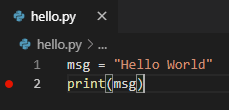 hello.py ×
hello.py > ...
1 msg = "Hello World"
2 print(msg)